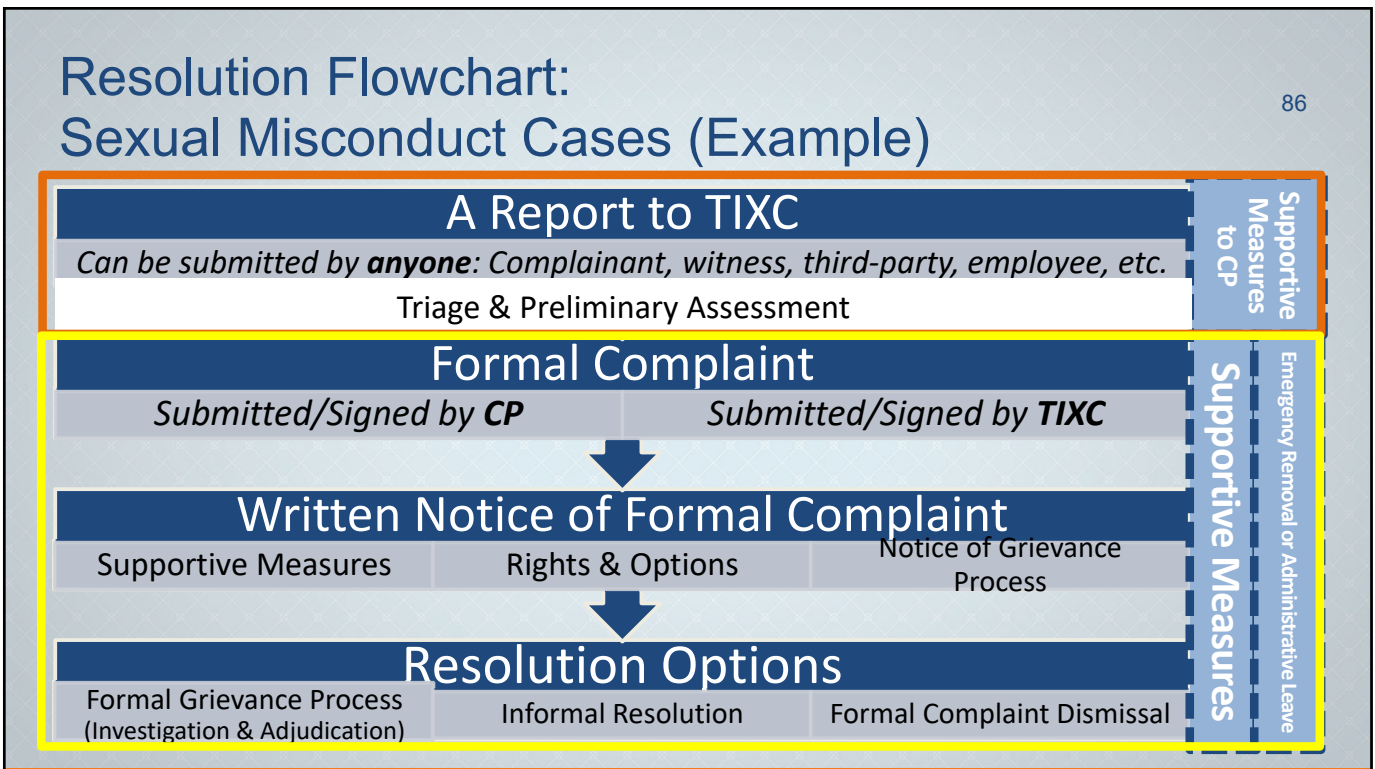 Resolution Flowchart:
Sexual Misconduct Cases (Example)
86
A Report to TIXC
Can be submitted by anyone: Complainant, witness, third-party, employee, etc.
Triage & Preliminary Assessment
Supportive
Measures
to CP
Formal Complaint
Submitted/Signed by CP
Submitted/Signed by TIXC
Written Notice of Formal Complaint
Supportive Measures
Rights & Options
Notice of Grievance
Process
Resolution Options
Formal Grievance Process
(Investigation & Adjudication)
Informal Resolution
Formal Complaint Dismissal
Supportive Measures
Emergency Removal or Administrative Leave